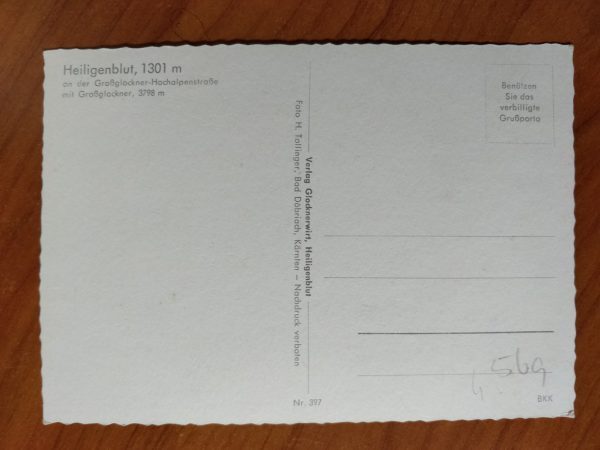 Heiligenblut, 1301 m
an der Großglockner-Hochalpenstraße
mit Großglockner, 3798 m
Verlag Glocknerwirt, Heiligenblut
Foto H. Tollinger, Bad Döbriach, Kärnten – Nachdruck verboten
Benützen
Sie das
verbilligte
Grußporto
Nr. 397
BKK